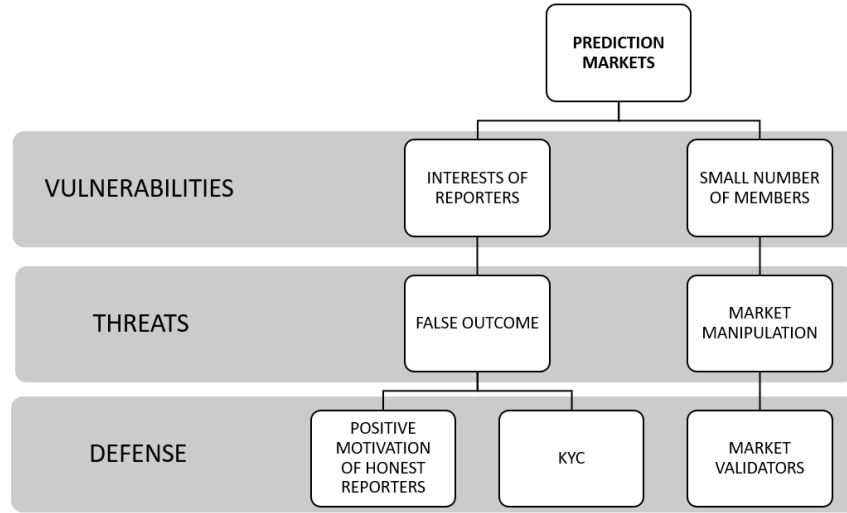 PREDICTION
MARKETS
VULNERABILITIES
INTERESTS OF
REPORTERS
SMALL NUMBER
OF MEMBERS
THREATS
FALSE OUTCOME
MARKET
MANIPULATION
DEFENSE
POSITIVE
MOTIVATION
OF HONEST
REPORTERS
KYC
MARKET
VALIDATORS